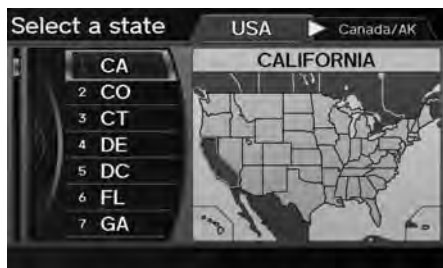 Select a state
USA
Canada/AK
CALIFORNIA
CA
2 CO
3 CT
4 DE
5 DC
6 FL
7 GA